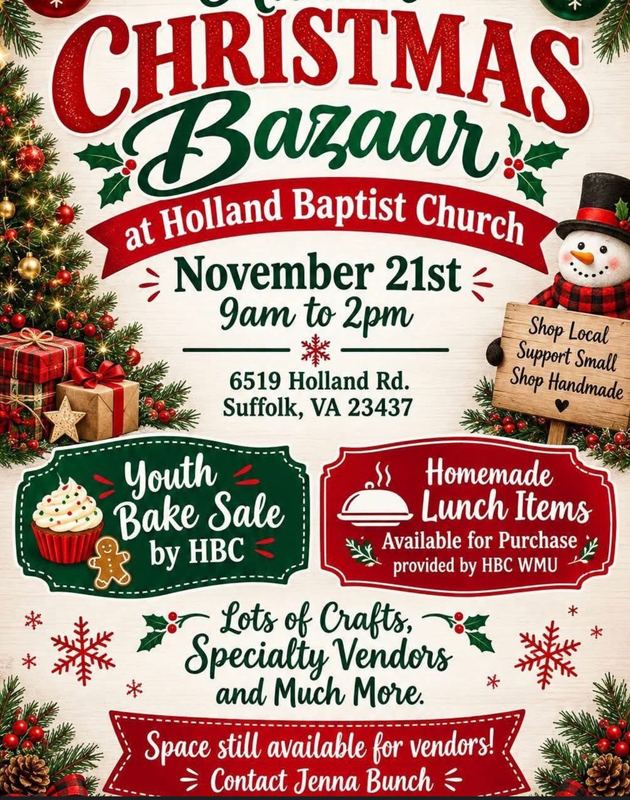 CHRISTMAS
Bazaar
at Holland Baptist Church
November 21st
9am to 2pm
6519 Holland Rd.
Suffolk, VA 23437
Shop Local
Support Small
Shop Handmade
Youth
Bake Sale
by HBC
Homemade
Lunch Items
Available for Purchase
provided by HBC WMU
Lots of Crafts,
Specialty Vendors
and Much More.
Space still available for vendors!
Contact Jenna Bunch